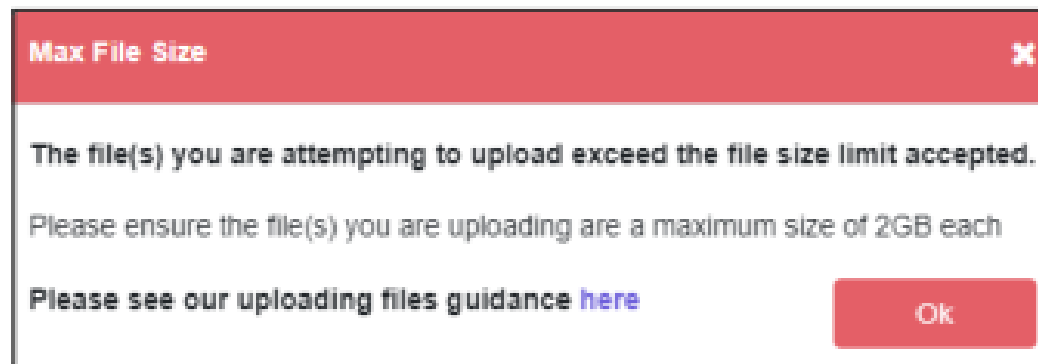 Max File Size
The file(s) you are attempting to upload exceed the file size limit accepted.
Please ensure the file(s) you are uploading are a maximum size of 2GB each
Please see our uploading files guidance here
Ok